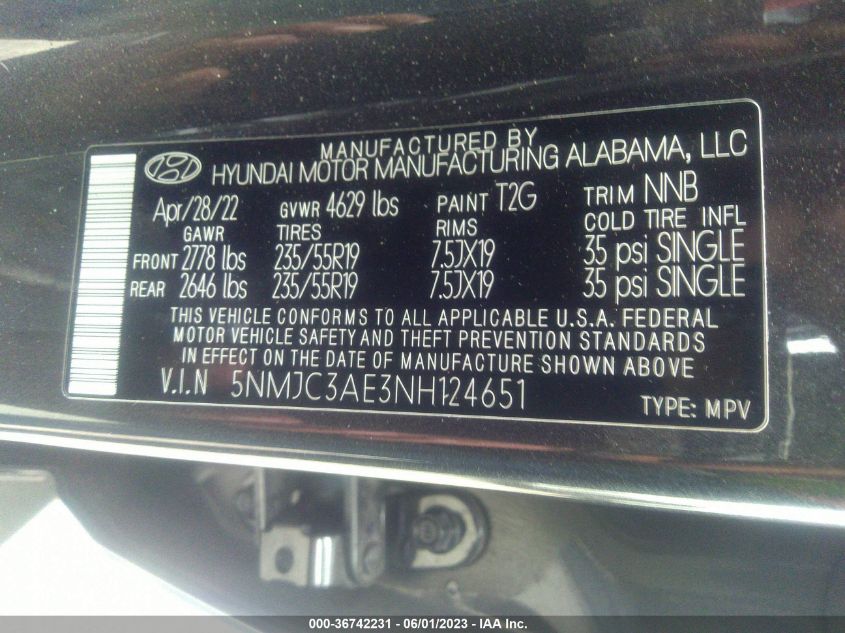 MANUFACTURED BY
HYUNDAI MOTOR MANUFACTURING ALABAMA, LLC
Apr/28/22 GVWR 4629 lbs PAINT T2G TRIM NNB
GAWR TIRES RIMS COLD TIRE INFL
FRONT 2778 lbs 235/55R19 7.5JX19 35 psi SINGLE
REAR 2646 lbs 235/55R19 7.5JX19 35 psi SINGLE
THIS VEHICLE CONFORMS TO ALL APPLICABLE U.S.A. FEDERAL
MOTOR VEHICLE SAFETY AND THEFT PREVENTION STANDARDS
IN EFFECT ON THE DATE OF MANUFACTURE SHOWN ABOVE
V.I.N 5NMJC3AE3NH124651
TYPE: MPV
000-36742231 - 06/01/2023 - IAA Inc.